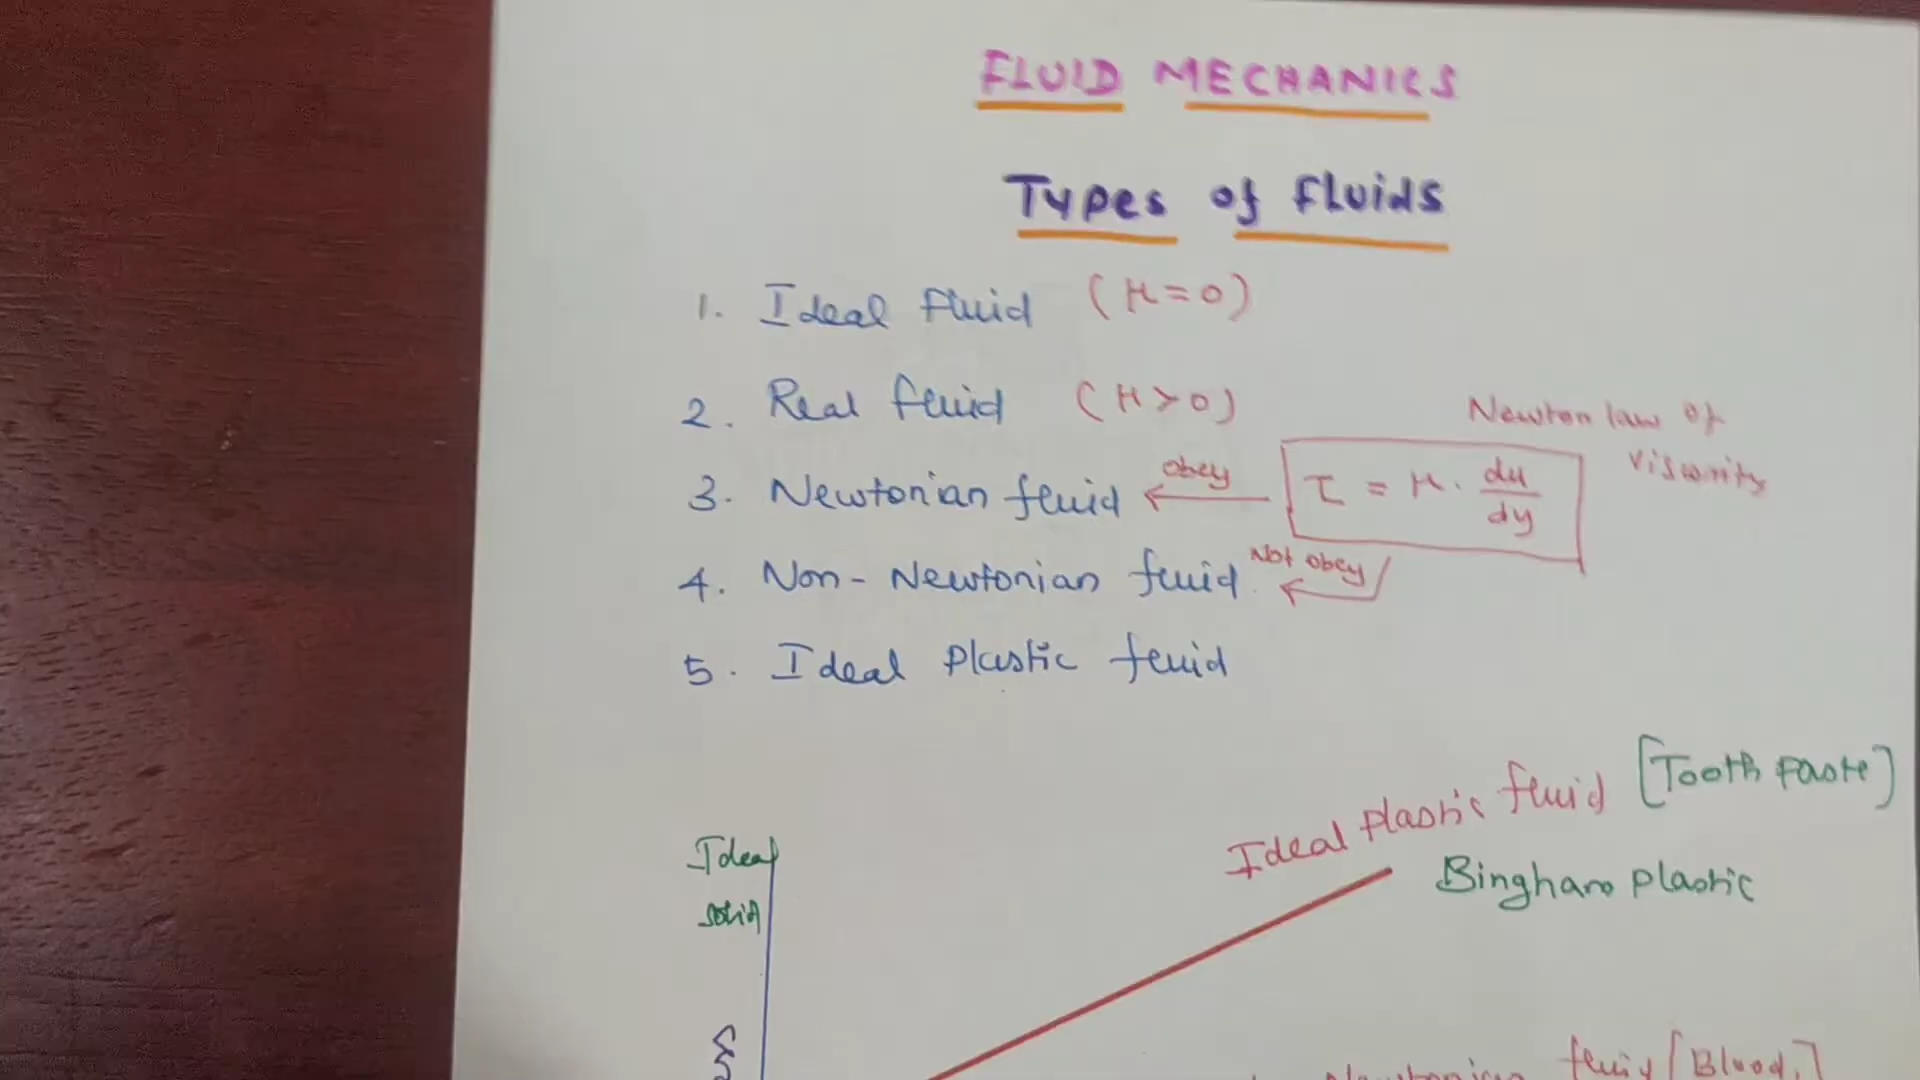 FLUID MECHANICS
Types of fluids
1. Ideal fluid (μ=0)
2. Real fluid (μ>0)
Newton law of
viscosity
3. Newtonian fluid obey τ = μ. du/dy
4. Non-Newtonian fluid Not obey
5. Ideal Plastic fluid
Ideal plastic fluid [Tooth paste]
Bingham plastic
Ideal
solid
fluid [Blood,]